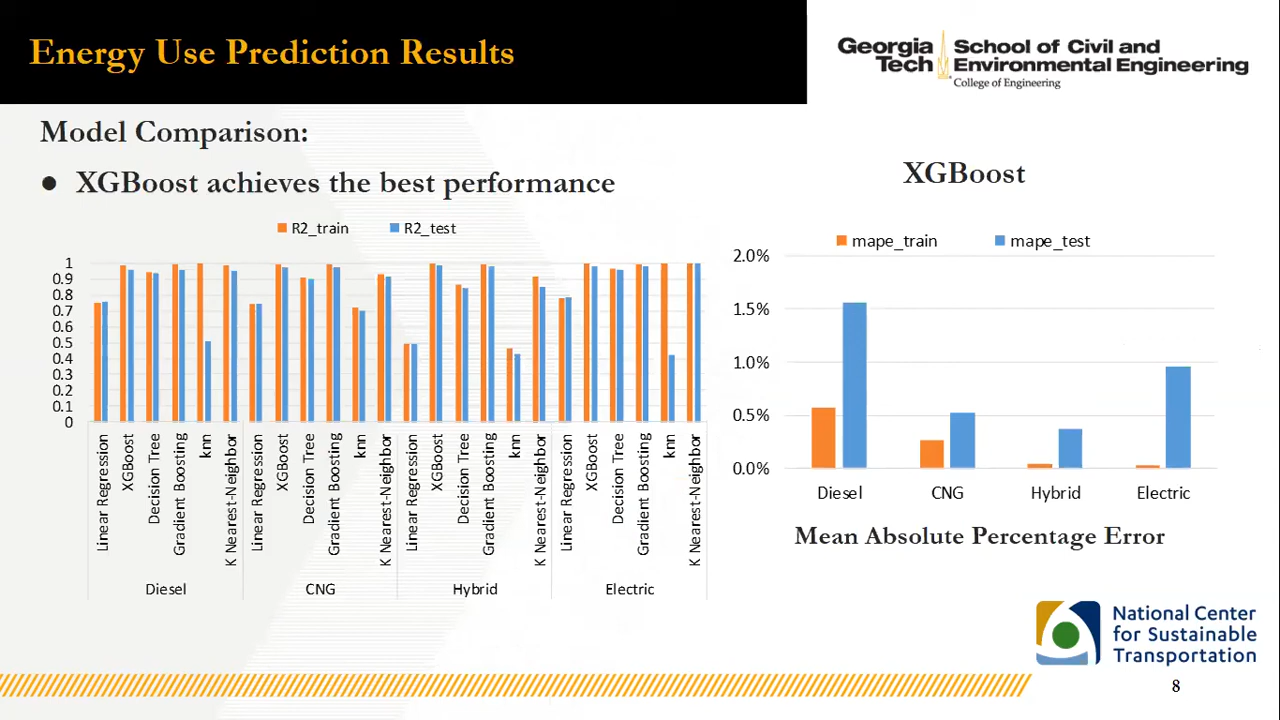 Energy Use Prediction Results
Georgia Tech
School of Civil and Environmental Engineering
College of Engineering
Model Comparison:
● XGBoost achieves the best performance
R2_train R2_test
1
0.9
0.8
0.7
0.6
0.5
0.4
0.3
0.2
0.1
0
Linear Regression
XGBoost
Decision Tree
Gradient Boosting
knn
K Nearest-Neighbor
Linear Regression
XGBoost
Decision Tree
Gradient Boosting
knn
K Nearest-Neighbor
Linear Regression
XGBoost
Decision Tree
Gradient Boosting
knn
K Nearest-Neighbor
Linear Regression
XGBoost
Decision Tree
Gradient Boosting
knn
K Nearest-Neighbor
Diesel CNG Hybrid Electric
XGBoost
mape_train mape_test
2.0%
1.5%
1.0%
0.5%
0.0%
Diesel CNG Hybrid Electric
Mean Absolute Percentage Error
National Center
for Sustainable
Transportation
8